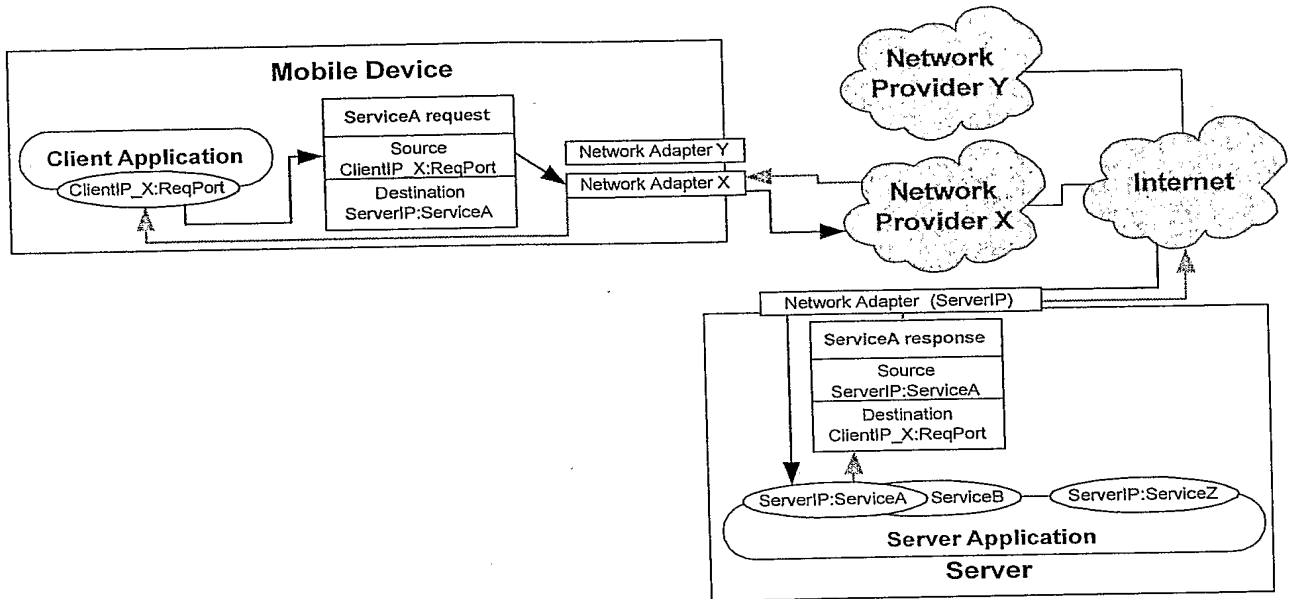 Mobile Device
Client Application
ClientIP_X:ReqPort
ServiceA request
Source
ClientIP_X:ReqPort
Destination
ServerIP:ServiceA
Network Adapter Y
Network Adapter X
Network
Provider Y
Network
Provider X
Internet
Network Adapter (ServerIP)
ServiceA response
Source
ServerIP:ServiceA
Destination
ClientIP_X:ReqPort
ServerIP:ServiceA
ServiceB
ServerIP:ServiceZ
Server Application
Server